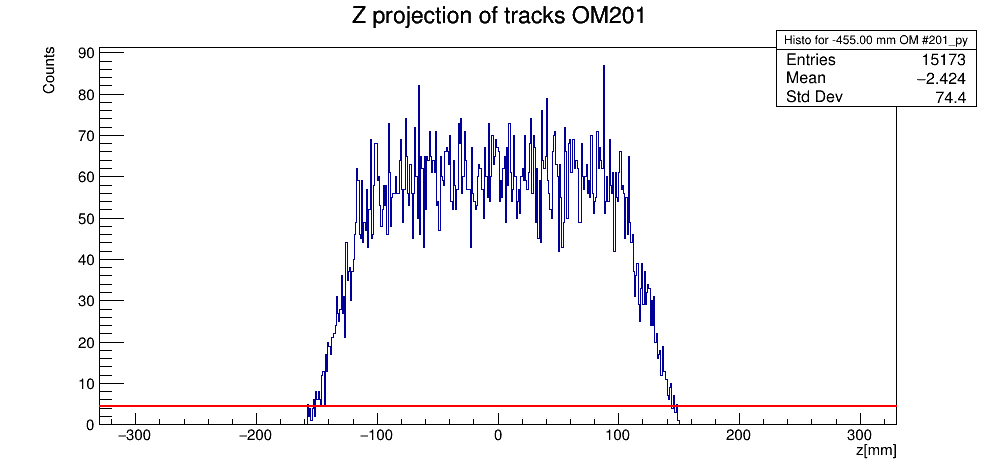 Z projection of tracks OM201
Histo for -455.00 mm OM #201_py
Entries 15173
Mean −2.424
Std Dev 74.4
Counts
90
80
70
60
50
40
30
20
10
0
−300 −200 −100 0 100 200 300
z[mm]